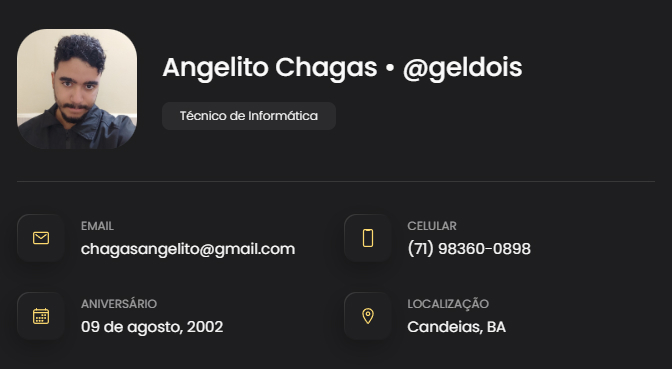 Angelito Chagas • @geldois
Técnico de Informática
EMAIL
chagasangelito@gmail.com
CELULAR
(71) 98360-0898
ANIVERSÁRIO
09 de agosto, 2002
LOCALIZAÇÃO
Candeias, BA